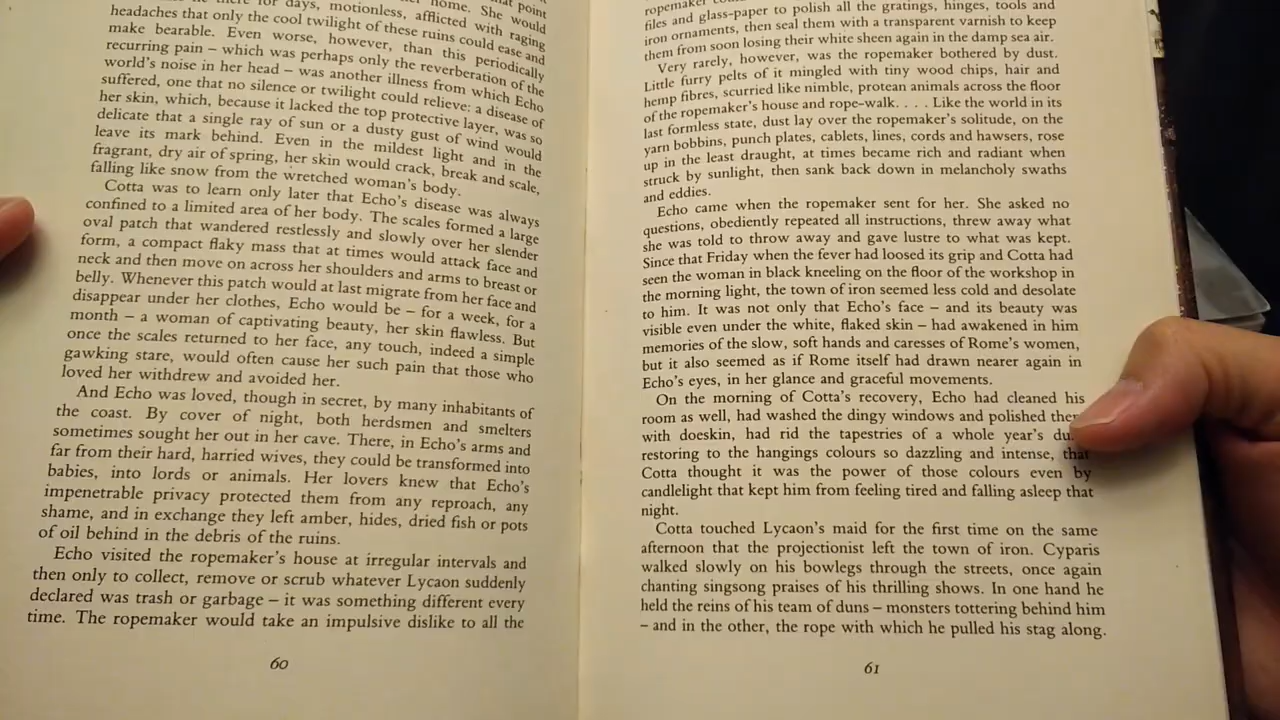 that point
her home. She would
there for days, motionless, afflicted with raging
headaches that only the cool twilight of these ruins could ease and
make bearable. Even worse, however, than this periodically
recurring pain – which was perhaps only the reverberation of the
world's noise in her head – was another illness from which Echo
suffered, one that no silence or twilight could relieve: a disease of
her skin, which, because it lacked the top protective layer, was so
delicate that a single ray of sun or a dusty gust of wind would
leave its mark behind. Even in the mildest light and in the
fragrant, dry air of spring, her skin would crack, break and scale,
falling like snow from the wretched woman's body.
Cotta was to learn only later that Echo's disease was always
confined to a limited area of her body. The scales formed a large
oval patch that wandered restlessly and slowly over her slender
form, a compact flaky mass that at times would attack face and
neck and then move on across her shoulders and arms to breast or
belly. Whenever this patch would at last migrate from her face and
disappear under her clothes, Echo would be – for a week, for a
month – a woman of captivating beauty, her skin flawless. But
once the scales returned to her face, any touch, indeed a simple
gawking stare, would often cause her such pain that those who
loved her withdrew and avoided her.
And Echo was loved, though in secret, by many inhabitants of
the coast. By cover of night, both herdsmen and smelters
sometimes sought her out in her cave. There, in Echo's arms and
far from their hard, harried wives, they could be transformed into
babies, into lords or animals. Her lovers knew that Echo's
impenetrable privacy protected them from any reproach, any
shame, and in exchange they left amber, hides, dried fish or pots
of oil behind in the debris of the ruins.
Echo visited the ropemaker's house at irregular intervals and
then only to collect, remove or scrub whatever Lycaon suddenly
declared was trash or garbage – it was something different every
time. The ropemaker would take an impulsive dislike to all the
60
ropemaker
files and glass-paper to polish all the gratings, hinges, tools and
iron ornaments, then seal them with a transparent varnish to keep
them from soon losing their white sheen again in the damp sea air.
Very rarely, however, was the ropemaker bothered by dust.
Little furry pelts of it mingled with tiny wood chips, hair and
hemp fibres, scurried like nimble, protean animals across the floor
of the ropemaker's house and rope-walk. . . . Like the world in its
last formless state, dust lay over the ropemaker's solitude, on the
yarn bobbins, punch plates, cablets, lines, cords and hawsers, rose
up in the least draught, at times became rich and radiant when
struck by sunlight, then sank back down in melancholy swaths
and eddies.
Echo came when the ropemaker sent for her. She asked no
questions, obediently repeated all instructions, threw away what
she was told to throw away and gave lustre to what was kept.
Since that Friday when the fever had loosed its grip and Cotta had
seen the woman in black kneeling on the floor of the workshop in
the morning light, the town of iron seemed less cold and desolate
to him. It was not only that Echo's face – and its beauty was
visible even under the white, flaked skin – had awakened in him
memories of the slow, soft hands and caresses of Rome's women,
but it also seemed as if Rome itself had drawn nearer again in
Echo's eyes, in her glance and graceful movements.
On the morning of Cotta's recovery, Echo had cleaned his
room as well, had washed the dingy windows and polished
with doeskin, had rid the tapestries of a whole year's
restoring to the hangings colours so dazzling and intense, that
Cotta thought it was the power of those colours even by
candlelight that kept him from feeling tired and falling asleep that
night.
Cotta touched Lycaon's maid for the first time on the same
afternoon that the projectionist left the town of iron. Cyparis
walked slowly on his bowlegs through the streets, once again
chanting singsong praises of his thrilling shows. In one hand he
held the reins of his team of duns – monsters tottering behind him
– and in the other, the rope with which he pulled his stag along.
61